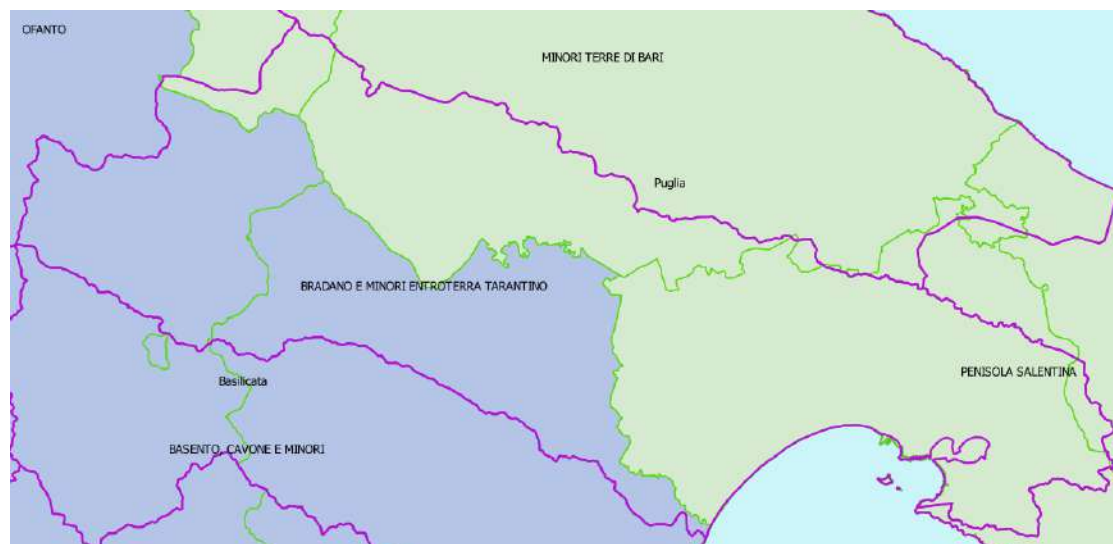 OFANTO
MINORI TERRE DI BARI
Puglia
BRADANO E MINORI ENTROTERRA TARANTINO
PENISOLA SALENTINA
Basilicata
BASENTO, CAVONE E MINORI